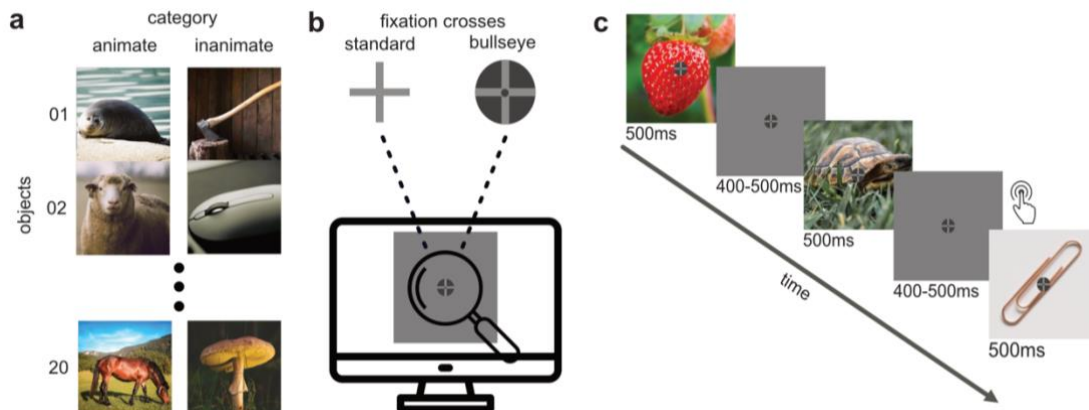 a
category
animate inanimate
01
objects
02
20
b
fixation crosses
standard bullseye
c
500ms
400-500ms
500ms
400-500ms
500ms
time